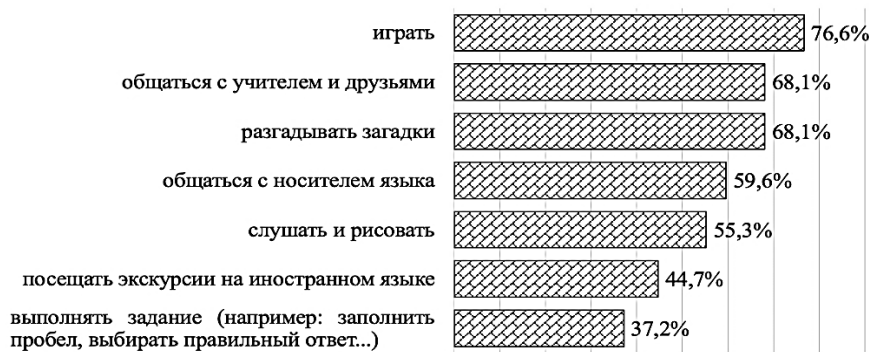 играть 76,6%
общаться с учителем и друзьями 68,1%
разгадывать загадки 68,1%
общаться с носителем языка 59,6%
слушать и рисовать 55,3%
посещать экскурсии на иностранном языке 44,7%
выполнять задание (например: заполнить
пробел, выбирать правильный ответ...) 37,2%